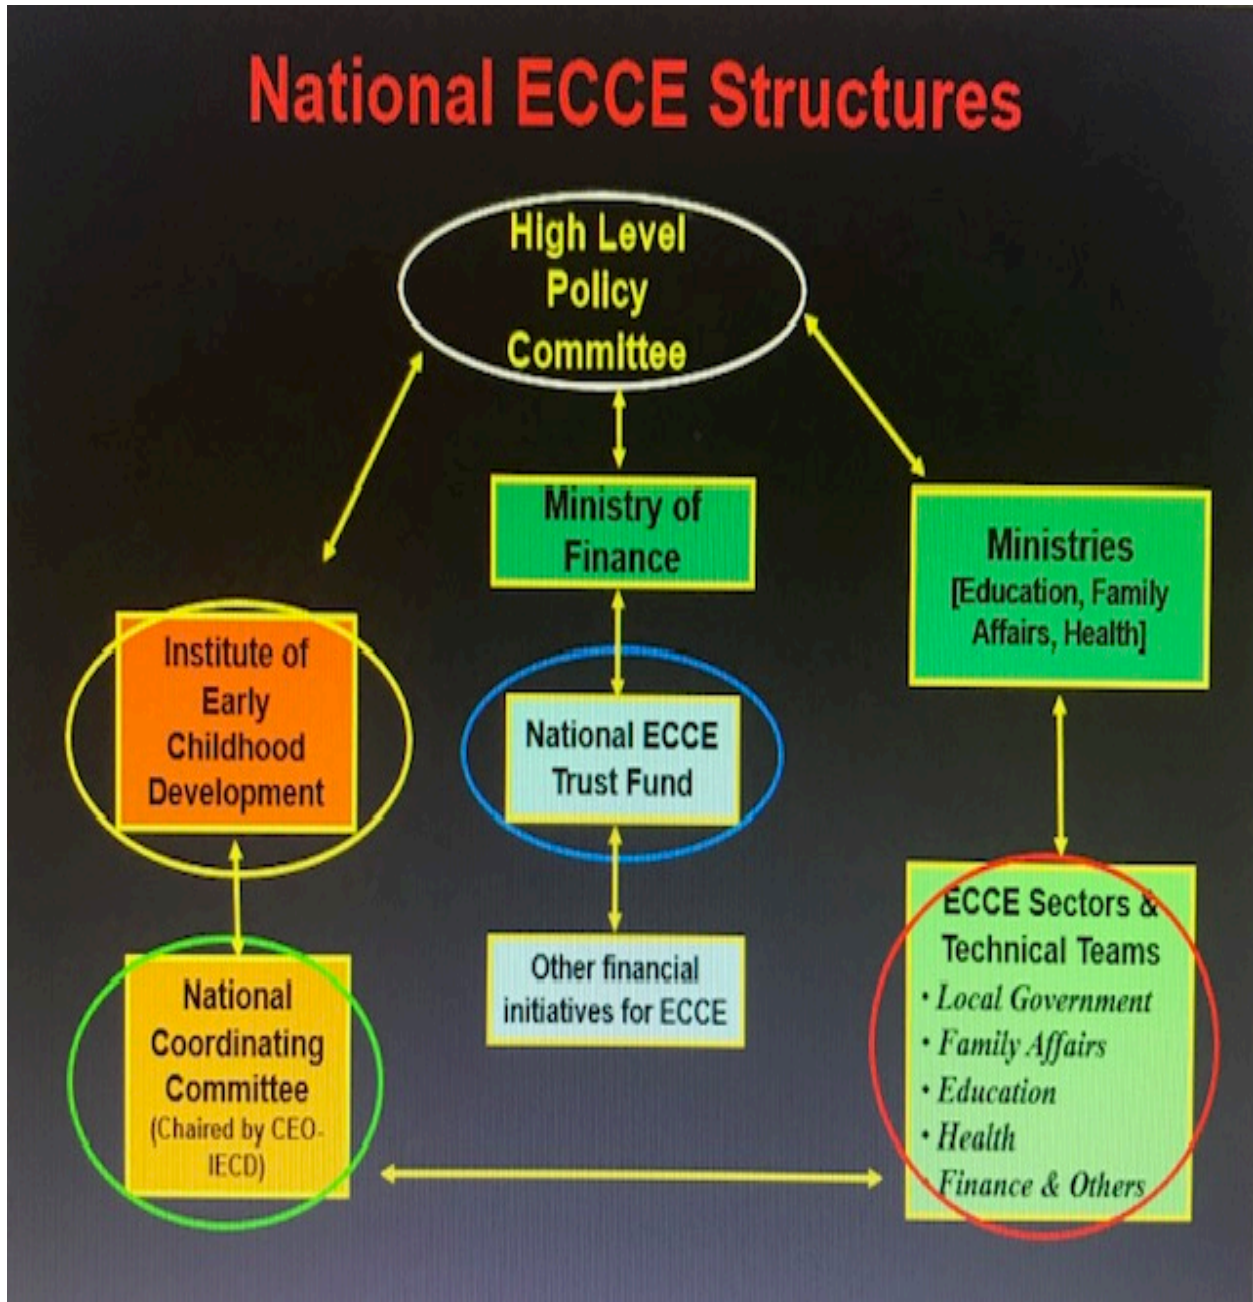 National ECCE Structures
High Level
Policy
Committee
Ministry of
Finance
Ministries
[Education, Family
Affairs, Health]
Institute of
Early
Childhood
Development
National ECCE
Trust Fund
Other financial
initiatives for ECCE
National
Coordinating
Committee
(Chaired by CEO-
IECD)
ECCE Sectors &
Technical Teams
• Local Government
• Family Affairs
• Education
• Health
• Finance & Others